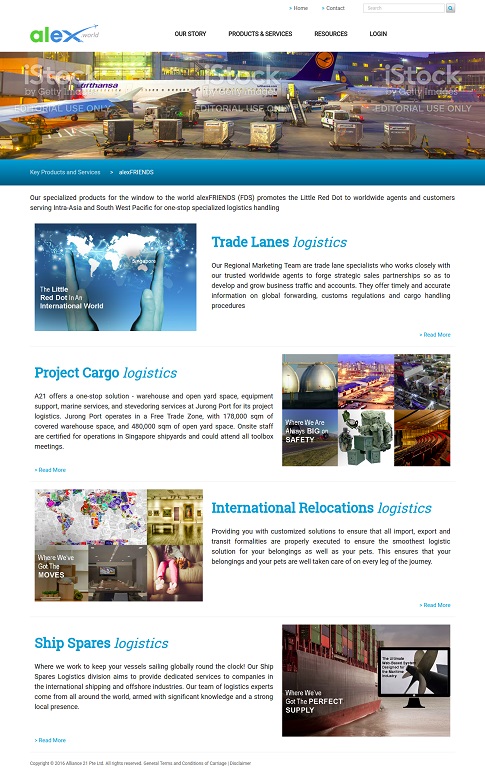 > Home > Contact Search
alex.world OUR STORY PRODUCTS & SERVICES RESOURCES LOGIN
iStock iStock iStock
by Getty Images by Getty Images by Getty Images
Lufthansa
EDITORIAL USE ONLY EDITORIAL USE ONLY EDITORIAL USE ONLY
Key Products and Services > alexFRIENDS
Our specialized products for the window to the world alexFRIENDS (FDS) promotes the Little Red Dot to worldwide agents and customers
serving Intra-Asia and South West Pacific for one-stop specialized logistics handling
Singapore
The Little
Red Dot In An
International World
Trade Lanes logistics
Our Regional Marketing Team are trade lane specialists who works closely with
our trusted worldwide agents to forge strategic sales partnerships so as to
develop and grow business traffic and accounts. They offer timely and accurate
information on global forwarding, customs regulations and cargo handling
procedures
» Read More
Project Cargo logistics
A21 offers a one-stop solution - warehouse and open yard space, equipment
support, marine services, and stevedoring services at Jurong Port for its project
logistics. Jurong Port operates in a Free Trade Zone, with 178,000 sqm of
covered warehouse space, and 480,000 sqm of open yard space. Onsite staff
are certified for operations in Singapore shipyards and could attend all toolbox
meetings.
» Read More
Where We Are
Always BIG on
SAFETY
Where We've
Got The
MOVES
International Relocations logistics
Providing you with customized solutions to ensure that all import, export and
transit formalities are properly executed to ensure the smoothest logistic
solution for your belongings as well as your pets. This ensures that your
belongings and your pets are well taken care of on every leg of the journey.
» Read More
Ship Spares logistics
Where we work to keep your vessels sailing globally round the clock! Our Ship
Spares Logistics division aims to provide dedicated services to companies in
the international shipping and offshore industries. Our team of logistics experts
come from all around the world, armed with significant knowledge and a strong
local presence.
» Read More
The Ultimate
Web-Based System
Designed for
the Maritime
Industry
Where We've
Got The PERFECT
SUPPLY
Copyright © 2016 Alliance 21 Pte Ltd. All rights reserved. General Terms and Conditions of Carriage | Disclaimer